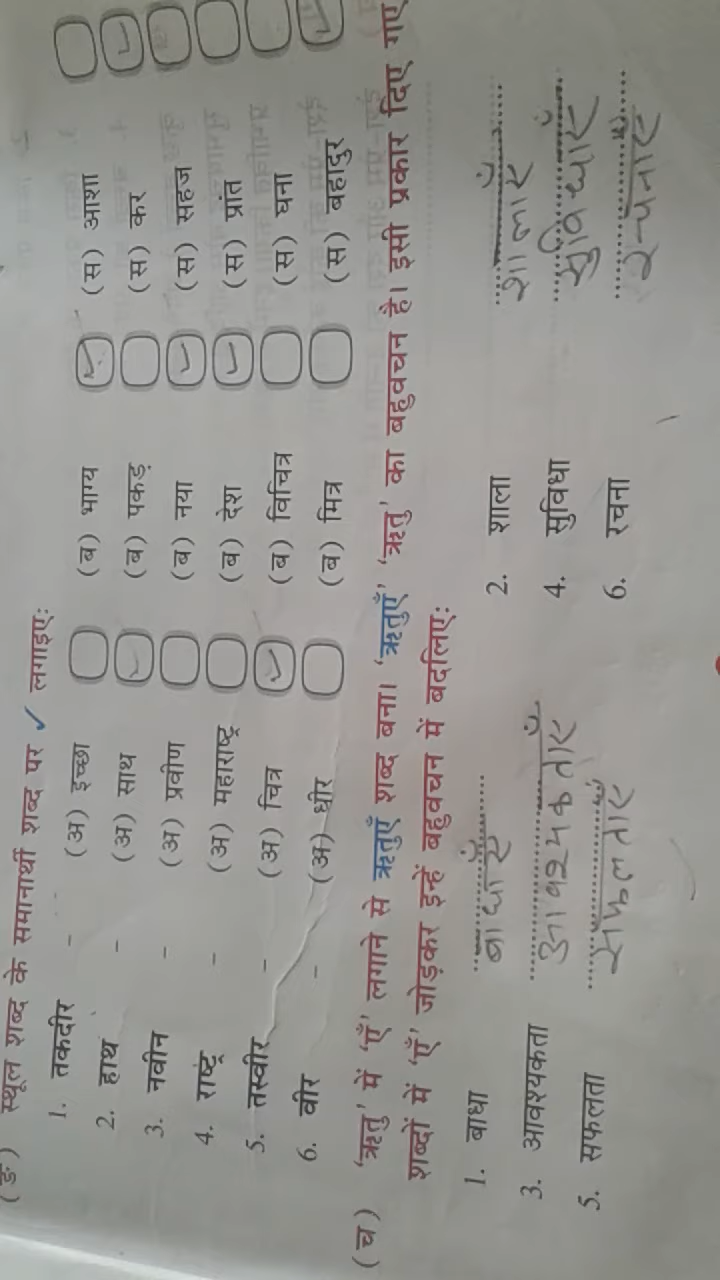 (ङ) स्थूल शब्द के समानार्थी शब्द पर ✓ लगाइए:
1. तकदीर - (अ) इच्छा (ब) भाग्य ✓ (स) आशा
2. हाथ - (अ) साथ ✓ (ब) पकड़ (स) कर ✓
3. नवीन - (अ) प्रवीण (ब) नया ✓ (स) सहज
4. राष्ट्र - (अ) महाराष्ट्र (ब) देश ✓ (स) प्रांत
5. तस्वीर - (अ) चित्र ✓ (ब) विचित्र (स) घना
6. वीर - (अ) धीर (ब) मित्र (स) बहादुर ✓
(च) 'ऋतु' में 'एँ' लगाने से ऋतुएँ शब्द बना। 'ऋतुएँ' 'ऋतु' का बहुवचन है। इसी प्रकार दिए गए
शब्दों में 'एँ' जोड़कर इन्हें बहुवचन में बदलिए:
1. बाधा बाधाएँ 2. शाला शालाएँ
3. आवश्यकता आवश्यकताएँ 4. सुविधा सुविधाएँ
5. सफलता सफलताएँ 6. रचना रचनाएँ